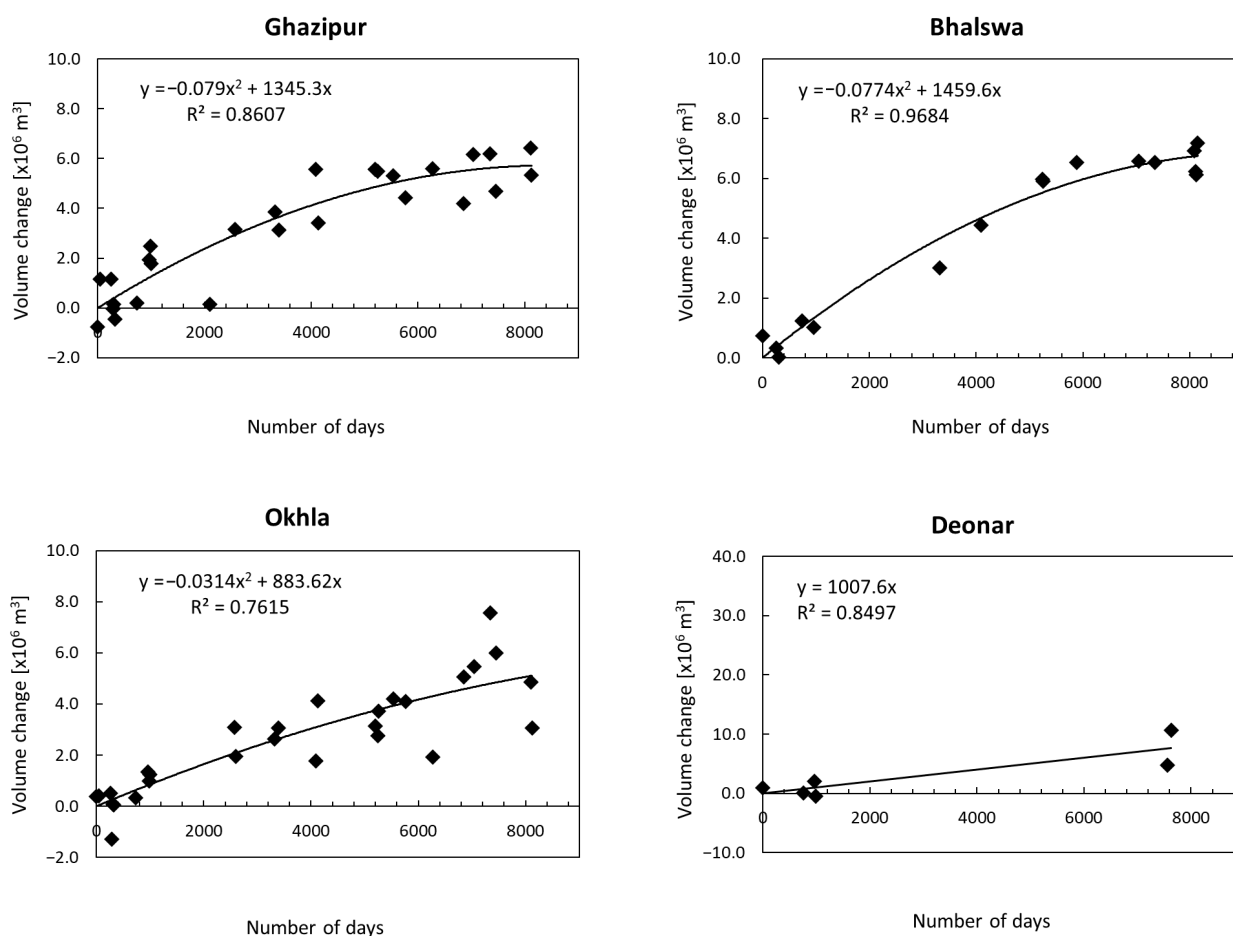 Ghazipur
10.0
8.0
6.0
4.0
2.0
0.0
−2.0
0
2000
4000
6000
8000
y =−0.079x² + 1345.3x
R² = 0.8607
Volume change [x10⁶ m³]
Number of days
Bhalswa
10.0
8.0
6.0
4.0
2.0
0.0
0
2000
4000
6000
8000
y =−0.0774x² + 1459.6x
R² = 0.9684
Volume change [x10⁶ m³]
Number of days
Okhla
10.0
8.0
6.0
4.0
2.0
0.0
−2.0
0
2000
4000
6000
8000
y =−0.0314x² + 883.62x
R² = 0.7615
Volume change [x10⁶ m³]
Number of days
Deonar
40.0
30.0
20.0
10.0
0.0
−10.0
0
2000
4000
6000
8000
y = 1007.6x
R² = 0.8497
Volume change [x10⁶ m³]
Number of days